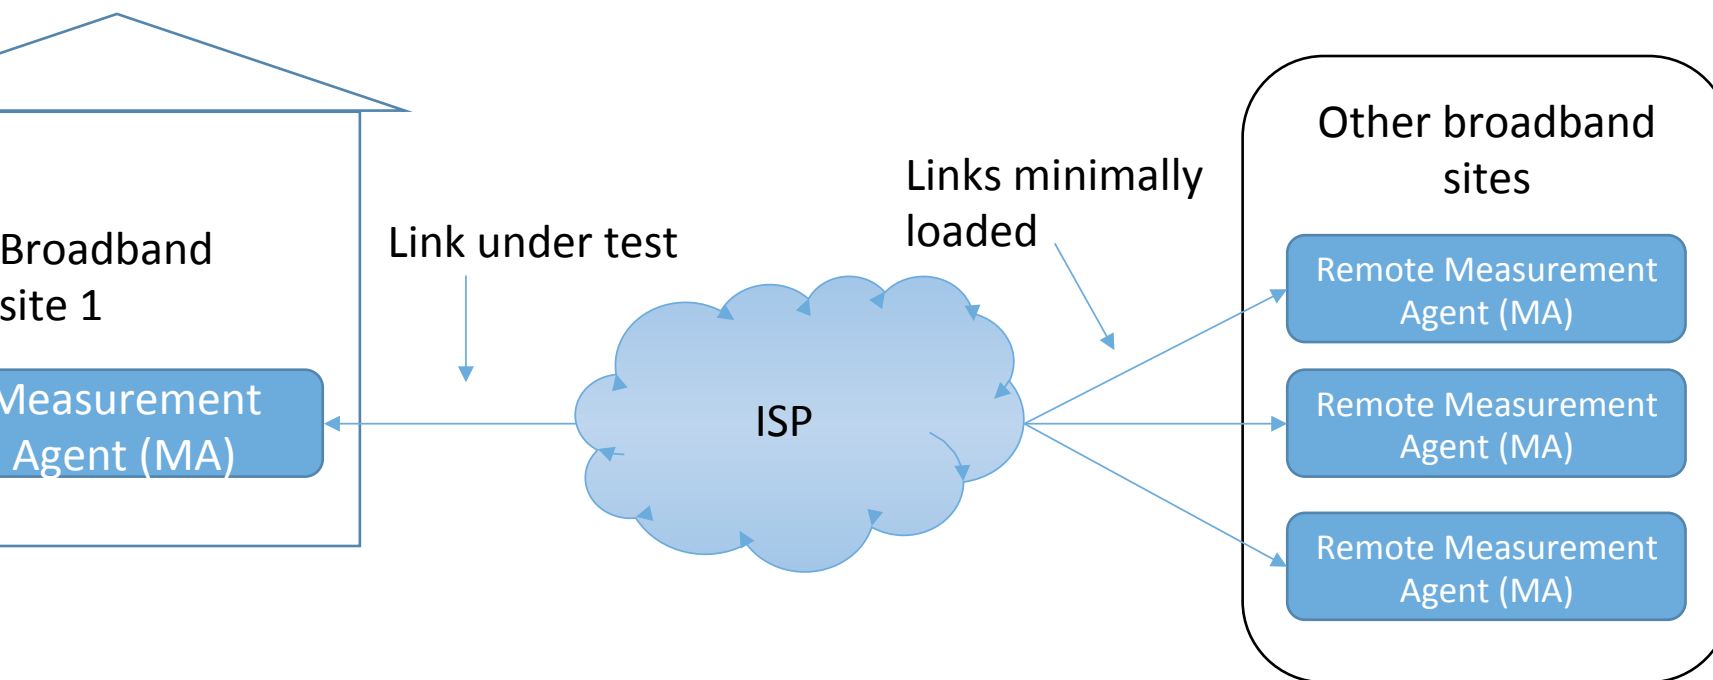 Broadband
site 1
Measurement
Agent (MA)
Link under test
ISP
Links minimally
loaded
Other broadband
sites
Remote Measurement
Agent (MA)
Remote Measurement
Agent (MA)
Remote Measurement
Agent (MA)